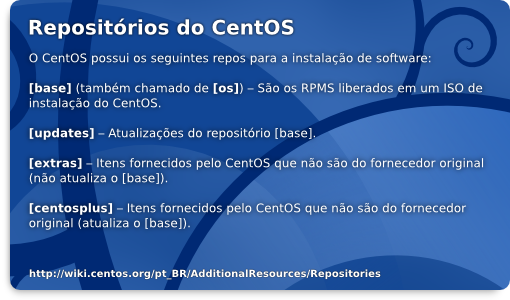 Repositórios do CentOS
O CentOS possui os seguintes repos para a instalação de software:
[base] (também chamado de [os]) – São os RPMS liberados em um ISO de
instalação do CentOS.
[updates] – Atualizações do repositório [base].
[extras] – Itens fornecidos pelo CentOS que não são do fornecedor original
(não atualiza o [base]).
[centosplus] – Itens fornecidos pelo CentOS que não são do fornecedor
original (atualiza o [base]).
http://wiki.centos.org/pt_BR/AdditionalResources/Repositories